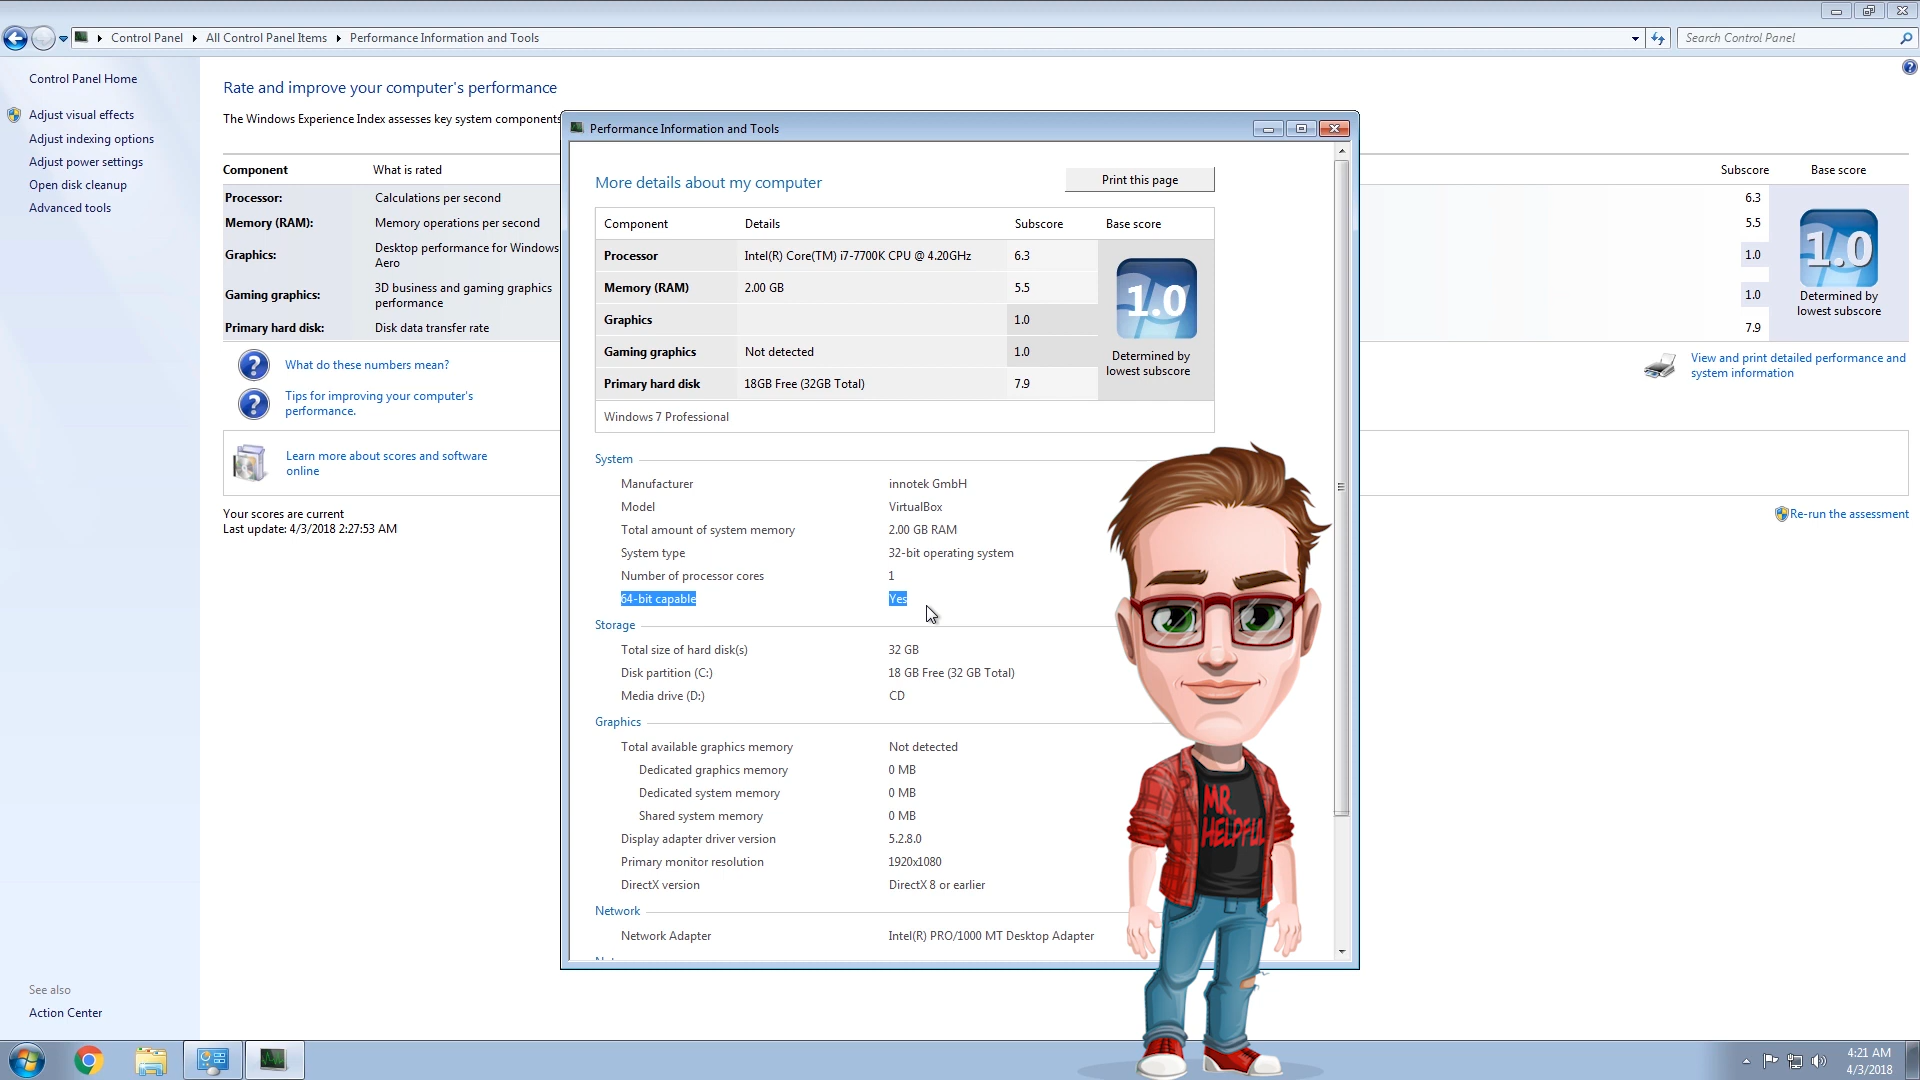 Control Panel ▸ All Control Panel Items ▸ Performance Information and Tools
Search Control Panel
Control Panel Home
Adjust visual effects
Adjust indexing options
Adjust power settings
Open disk cleanup
Advanced tools
See also
Action Center
Rate and improve your computer's performance
The Windows Experience Index assesses key system components
Component What is rated Subscore Base score
Processor: Calculations per second 6.3
Memory (RAM): Memory operations per second 5.5
Graphics: Desktop performance for Windows
Aero 1.0
Gaming graphics: 3D business and gaming graphics
performance 1.0
Primary hard disk: Disk data transfer rate 7.9
1.0
Determined by
lowest subscore
What do these numbers mean?
Tips for improving your computer's
performance.
View and print detailed performance and
system information
Learn more about scores and software
online
Your scores are current
Last update: 4/3/2018 2:27:53 AM
Re-run the assessment
Performance Information and Tools
More details about my computer
Print this page
Component Details Subscore Base score
Processor Intel(R) Core(TM) i7-7700K CPU @ 4.20GHz 6.3
Memory (RAM) 2.00 GB 5.5
Graphics 1.0
Gaming graphics Not detected 1.0
Primary hard disk 18GB Free (32GB Total) 7.9
1.0
Determined by
lowest subscore
Windows 7 Professional
System
Manufacturer innotek GmbH
Model VirtualBox
Total amount of system memory 2.00 GB RAM
System type 32-bit operating system
Number of processor cores 1
64-bit capable Yes
Storage
Total size of hard disk(s) 32 GB
Disk partition (C:) 18 GB Free (32 GB Total)
Media drive (D:) CD
Graphics
Total available graphics memory Not detected
Dedicated graphics memory 0 MB
Dedicated system memory 0 MB
Shared system memory 0 MB
Display adapter driver version 5.2.8.0
Primary monitor resolution 1920x1080
DirectX version DirectX 8 or earlier
Network
Network Adapter Intel(R) PRO/1000 MT Desktop Adapter
MR.
HELPFUL
4:21 AM
4/3/2018